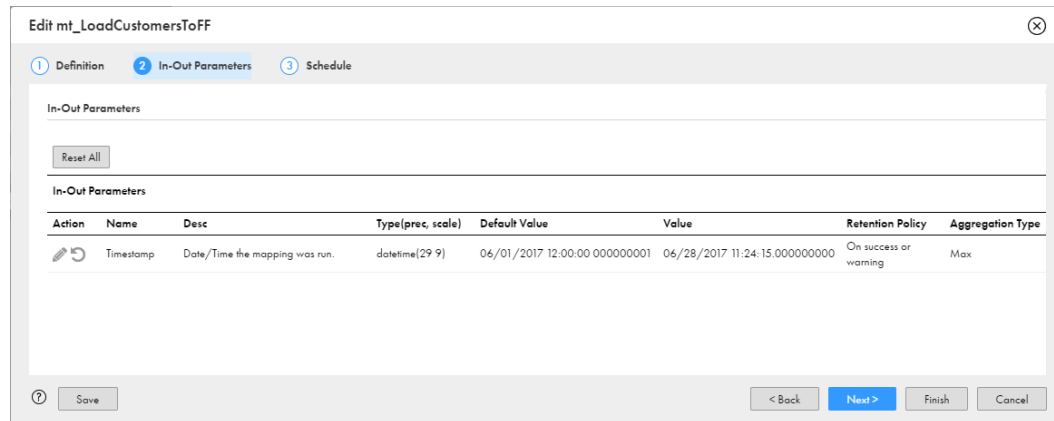 Edit mt_LoadCustomersToFF
1 Definition 2 In-Out Parameters 3 Schedule
In-Out Parameters
Reset All
In-Out Parameters
Action Name Desc Type(prec, scale) Default Value Value Retention Policy Aggregation Type
Timestamp Date/Time the mapping was run. datetime(29 9) 06/01/2017 12:00:00 000000001 06/28/2017 11:24:15.000000000 On success or warning Max
? Save < Back Next > Finish Cancel